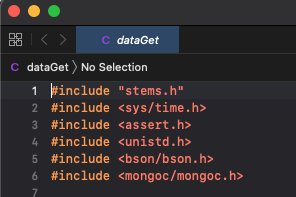 C dataGet
C dataGet 〉 No Selection
1 #include "stems.h"
2 #include <sys/time.h>
3 #include <assert.h>
4 #include <unistd.h>
5 #include <bson/bson.h>
6 #include <mongoc/mongoc.h>
7